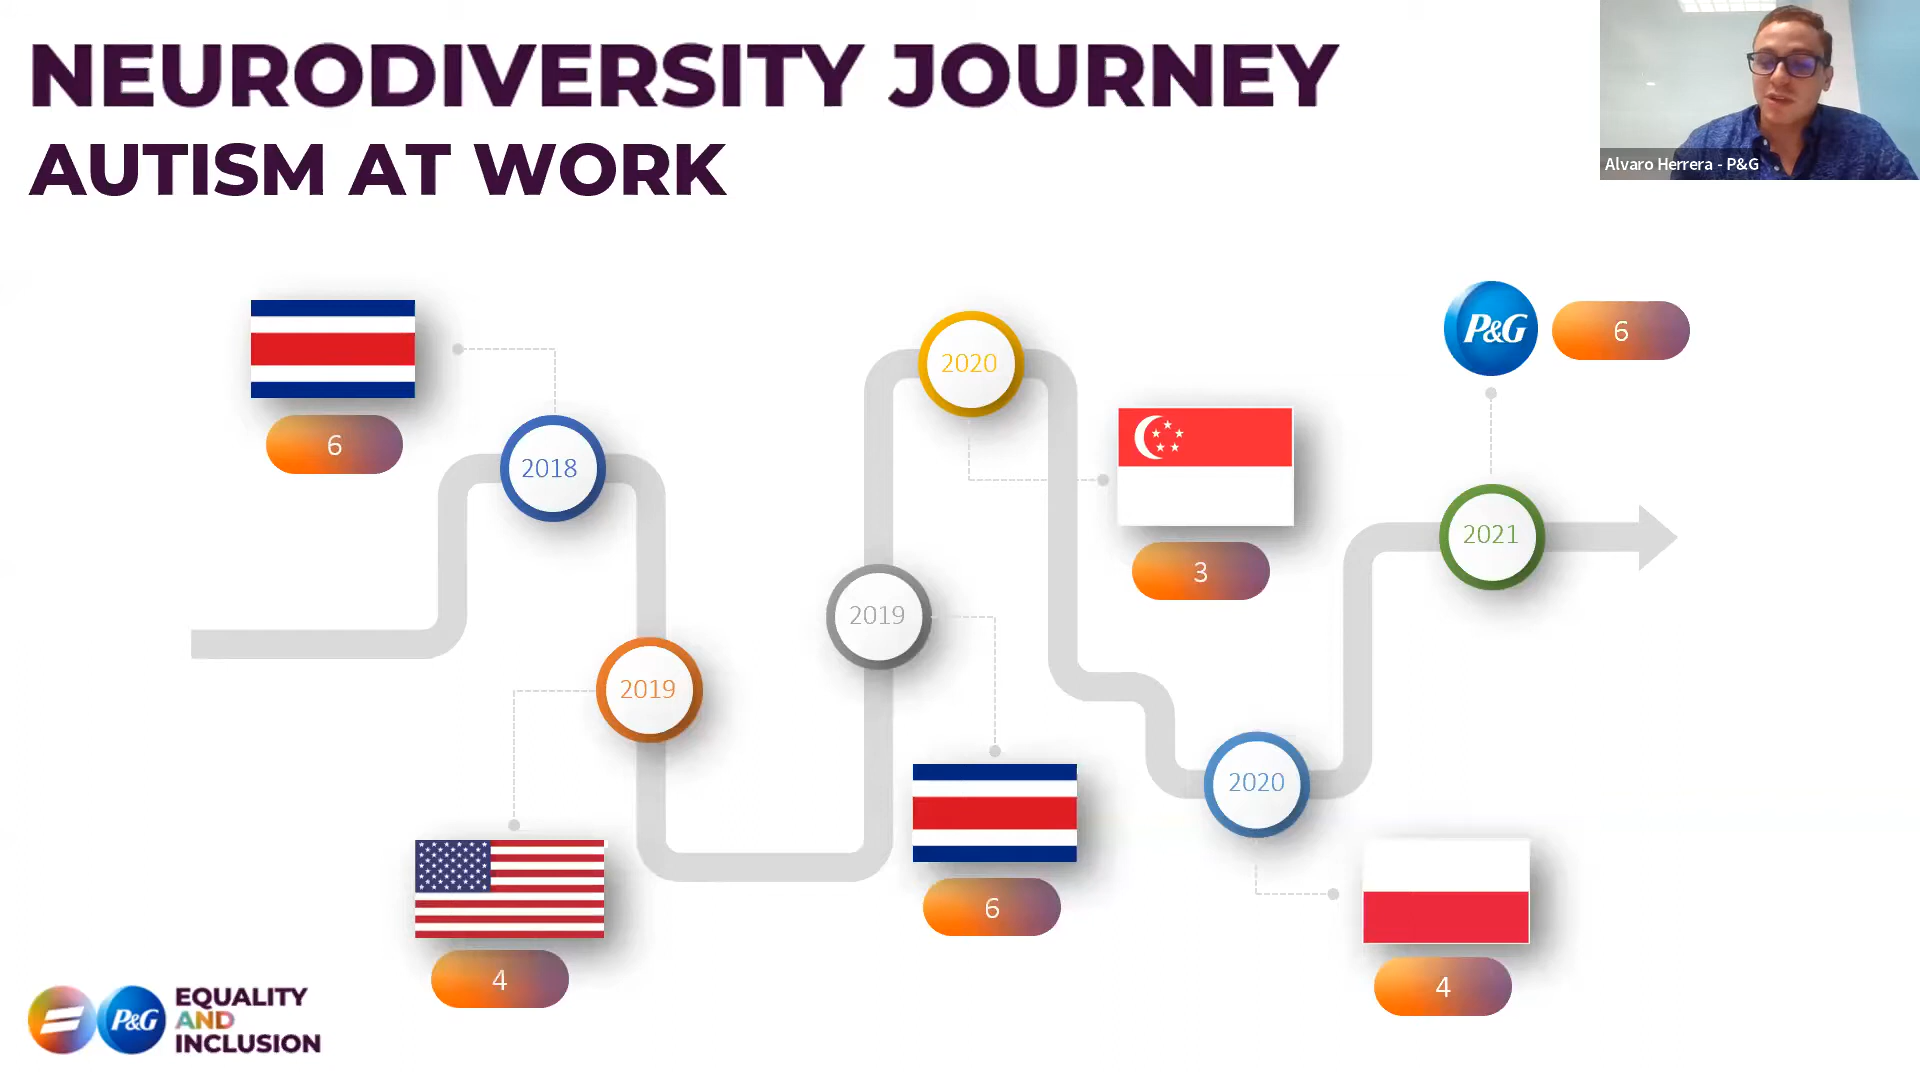 NEURODIVERSITY JOURNEY
AUTISM AT WORK
Alvaro Herrera - P&G
6
2018
2019
4
2019
6
2020
3
2020
4
2021
P&G
6
P&G
EQUALITY
AND
INCLUSION